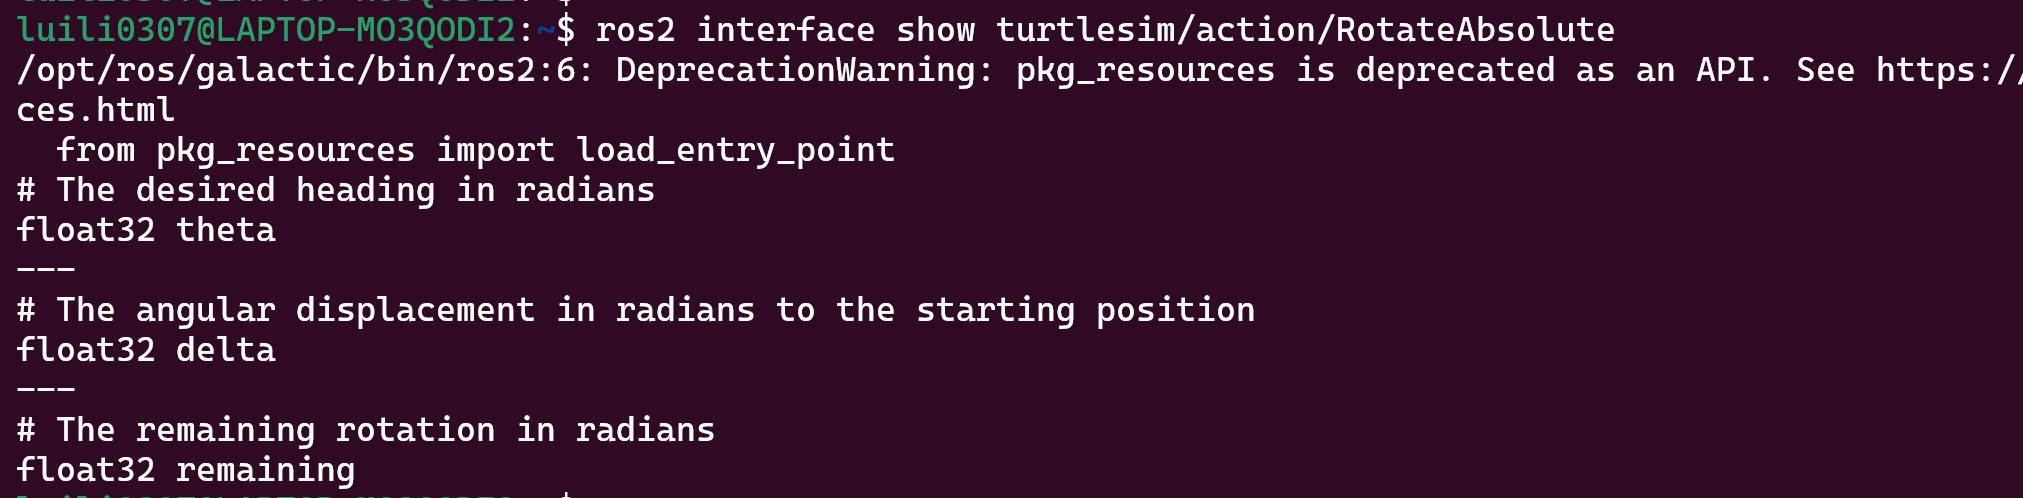 luili0307@LAPTOP-MO3QODI2:~$ ros2 interface show turtlesim/action/RotateAbsolute
/opt/ros/galactic/bin/ros2:6: DeprecationWarning: pkg_resources is deprecated as an API. See https://
ces.html
  from pkg_resources import load_entry_point
# The desired heading in radians
float32 theta
---
# The angular displacement in radians to the starting position
float32 delta
---
# The remaining rotation in radians
float32 remaining